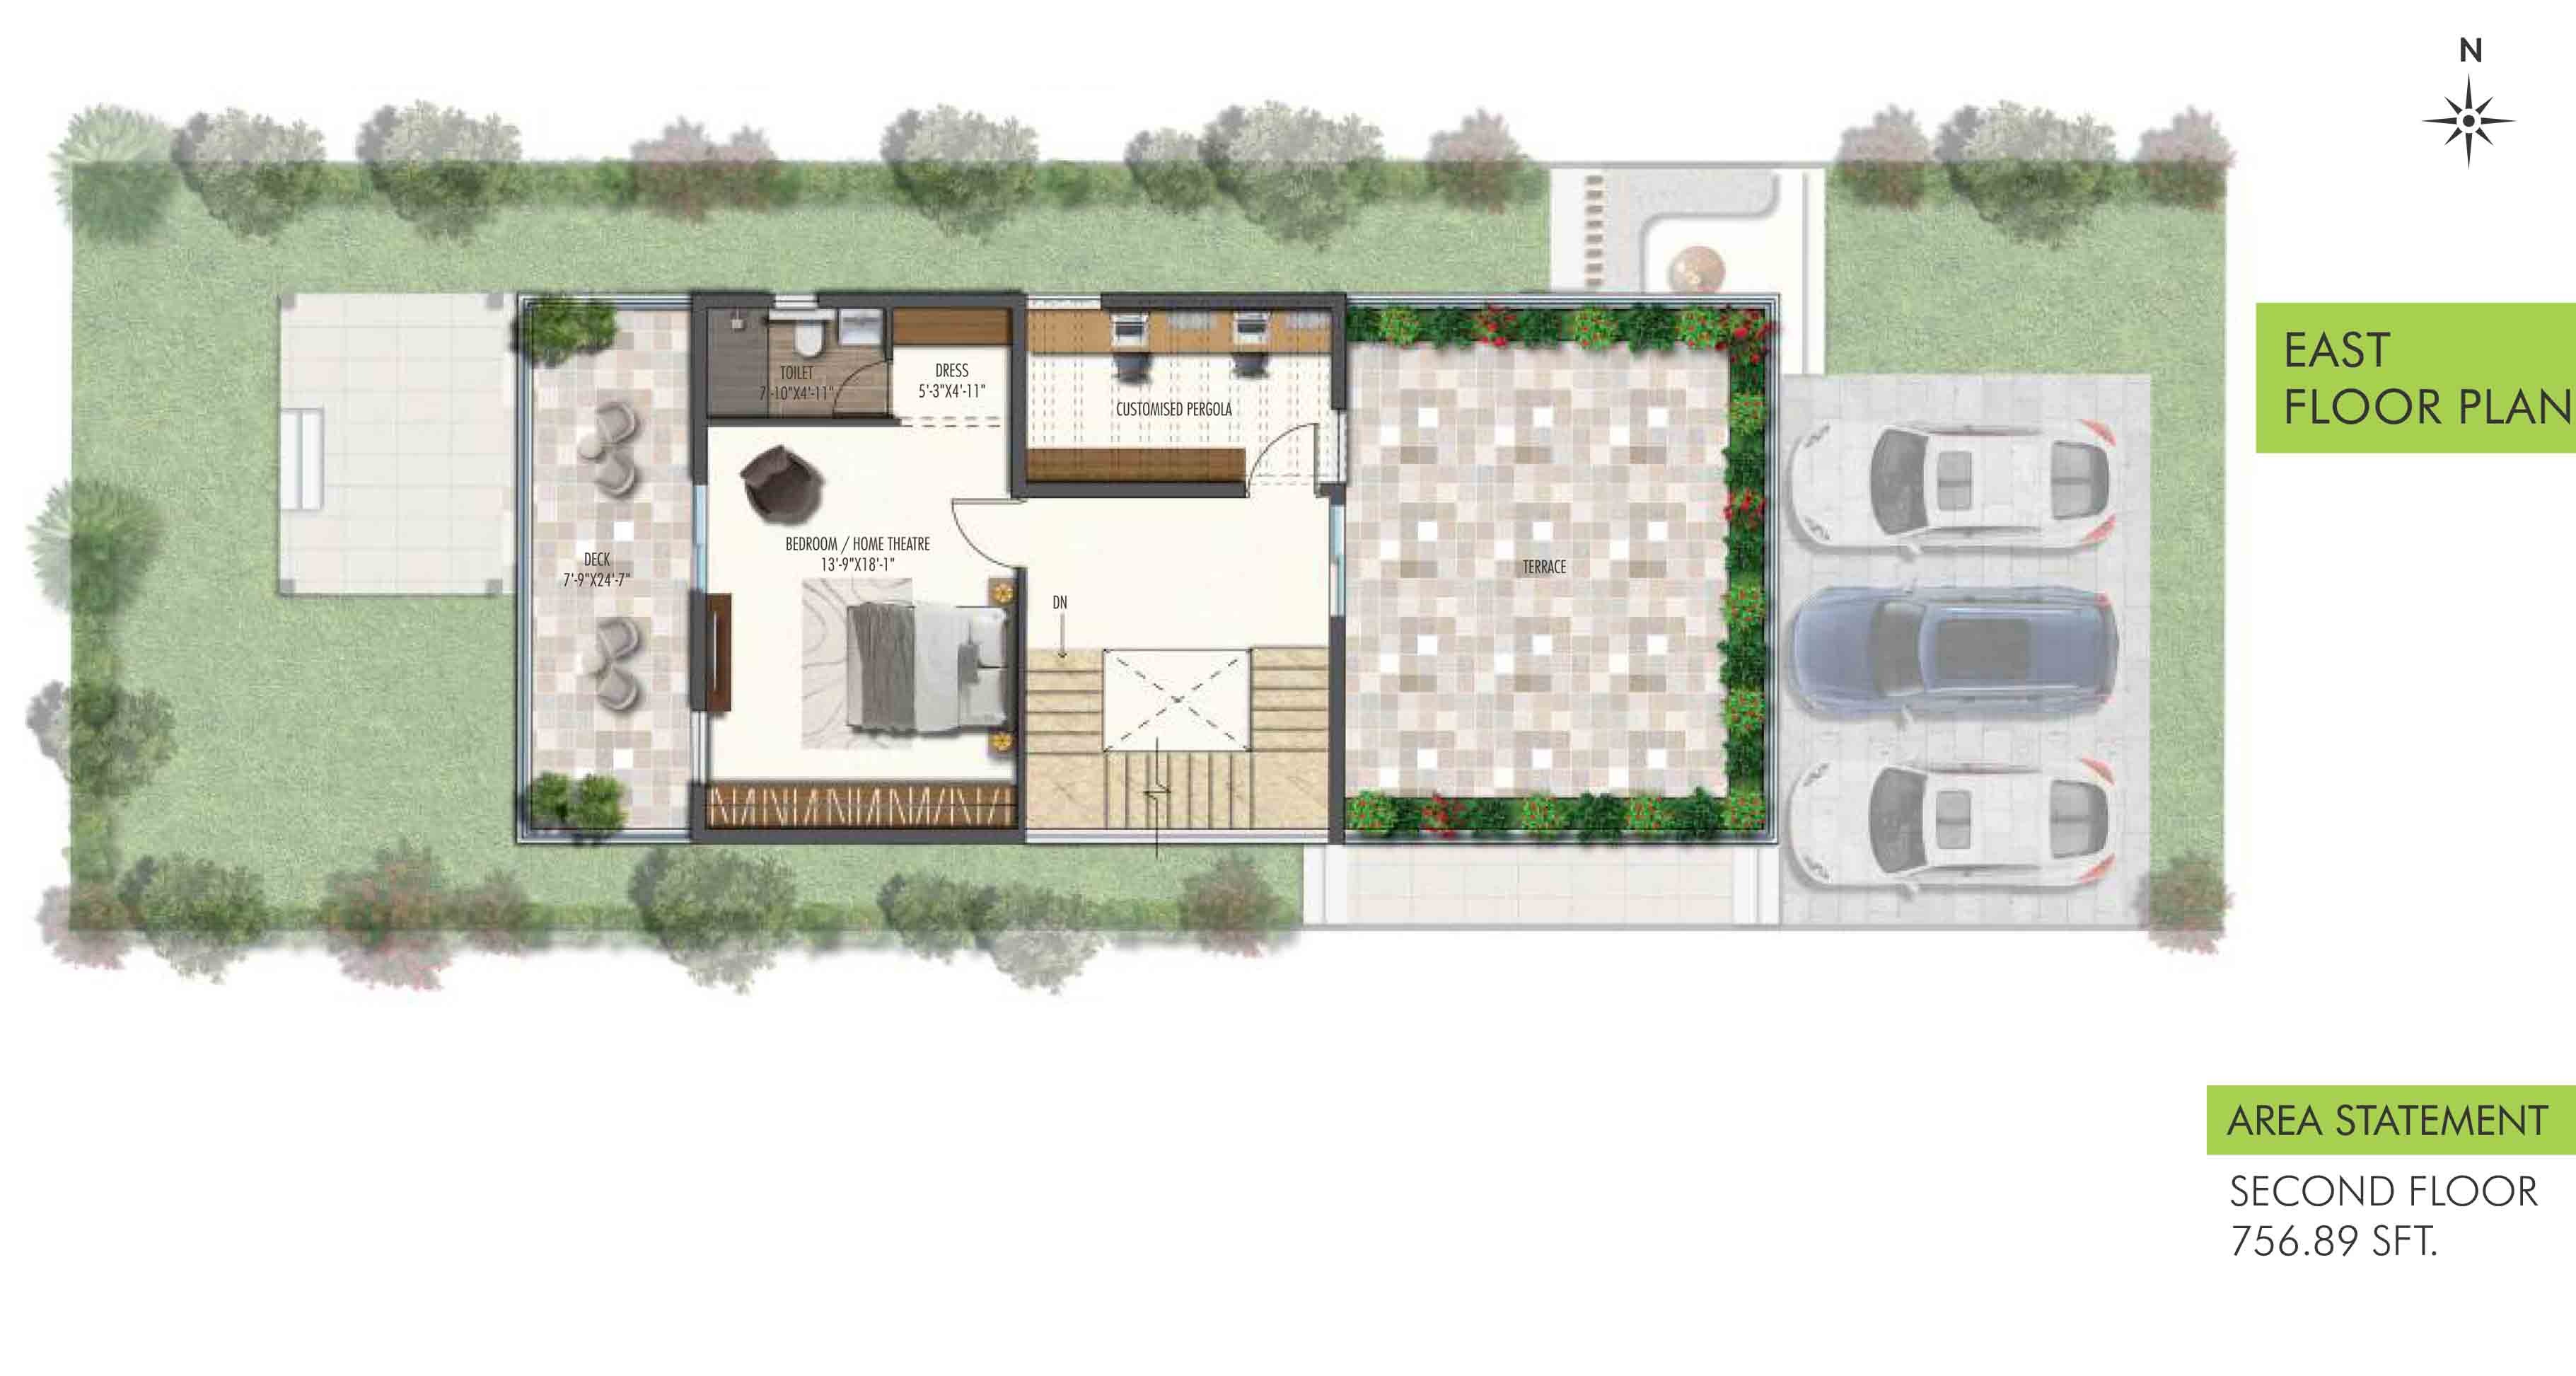 N
EAST
FLOOR PLAN
TOILET
7'-10"X4'-11"
DRESS
5'-3"X4'-11"
CUSTOMISED PERGOLA
BEDROOM / HOME THEATRE
13'-9"X18'-1"
DECK
7'-9"X24'-7"
TERRACE
DN
AREA STATEMENT
SECOND FLOOR
756.89 SFT.